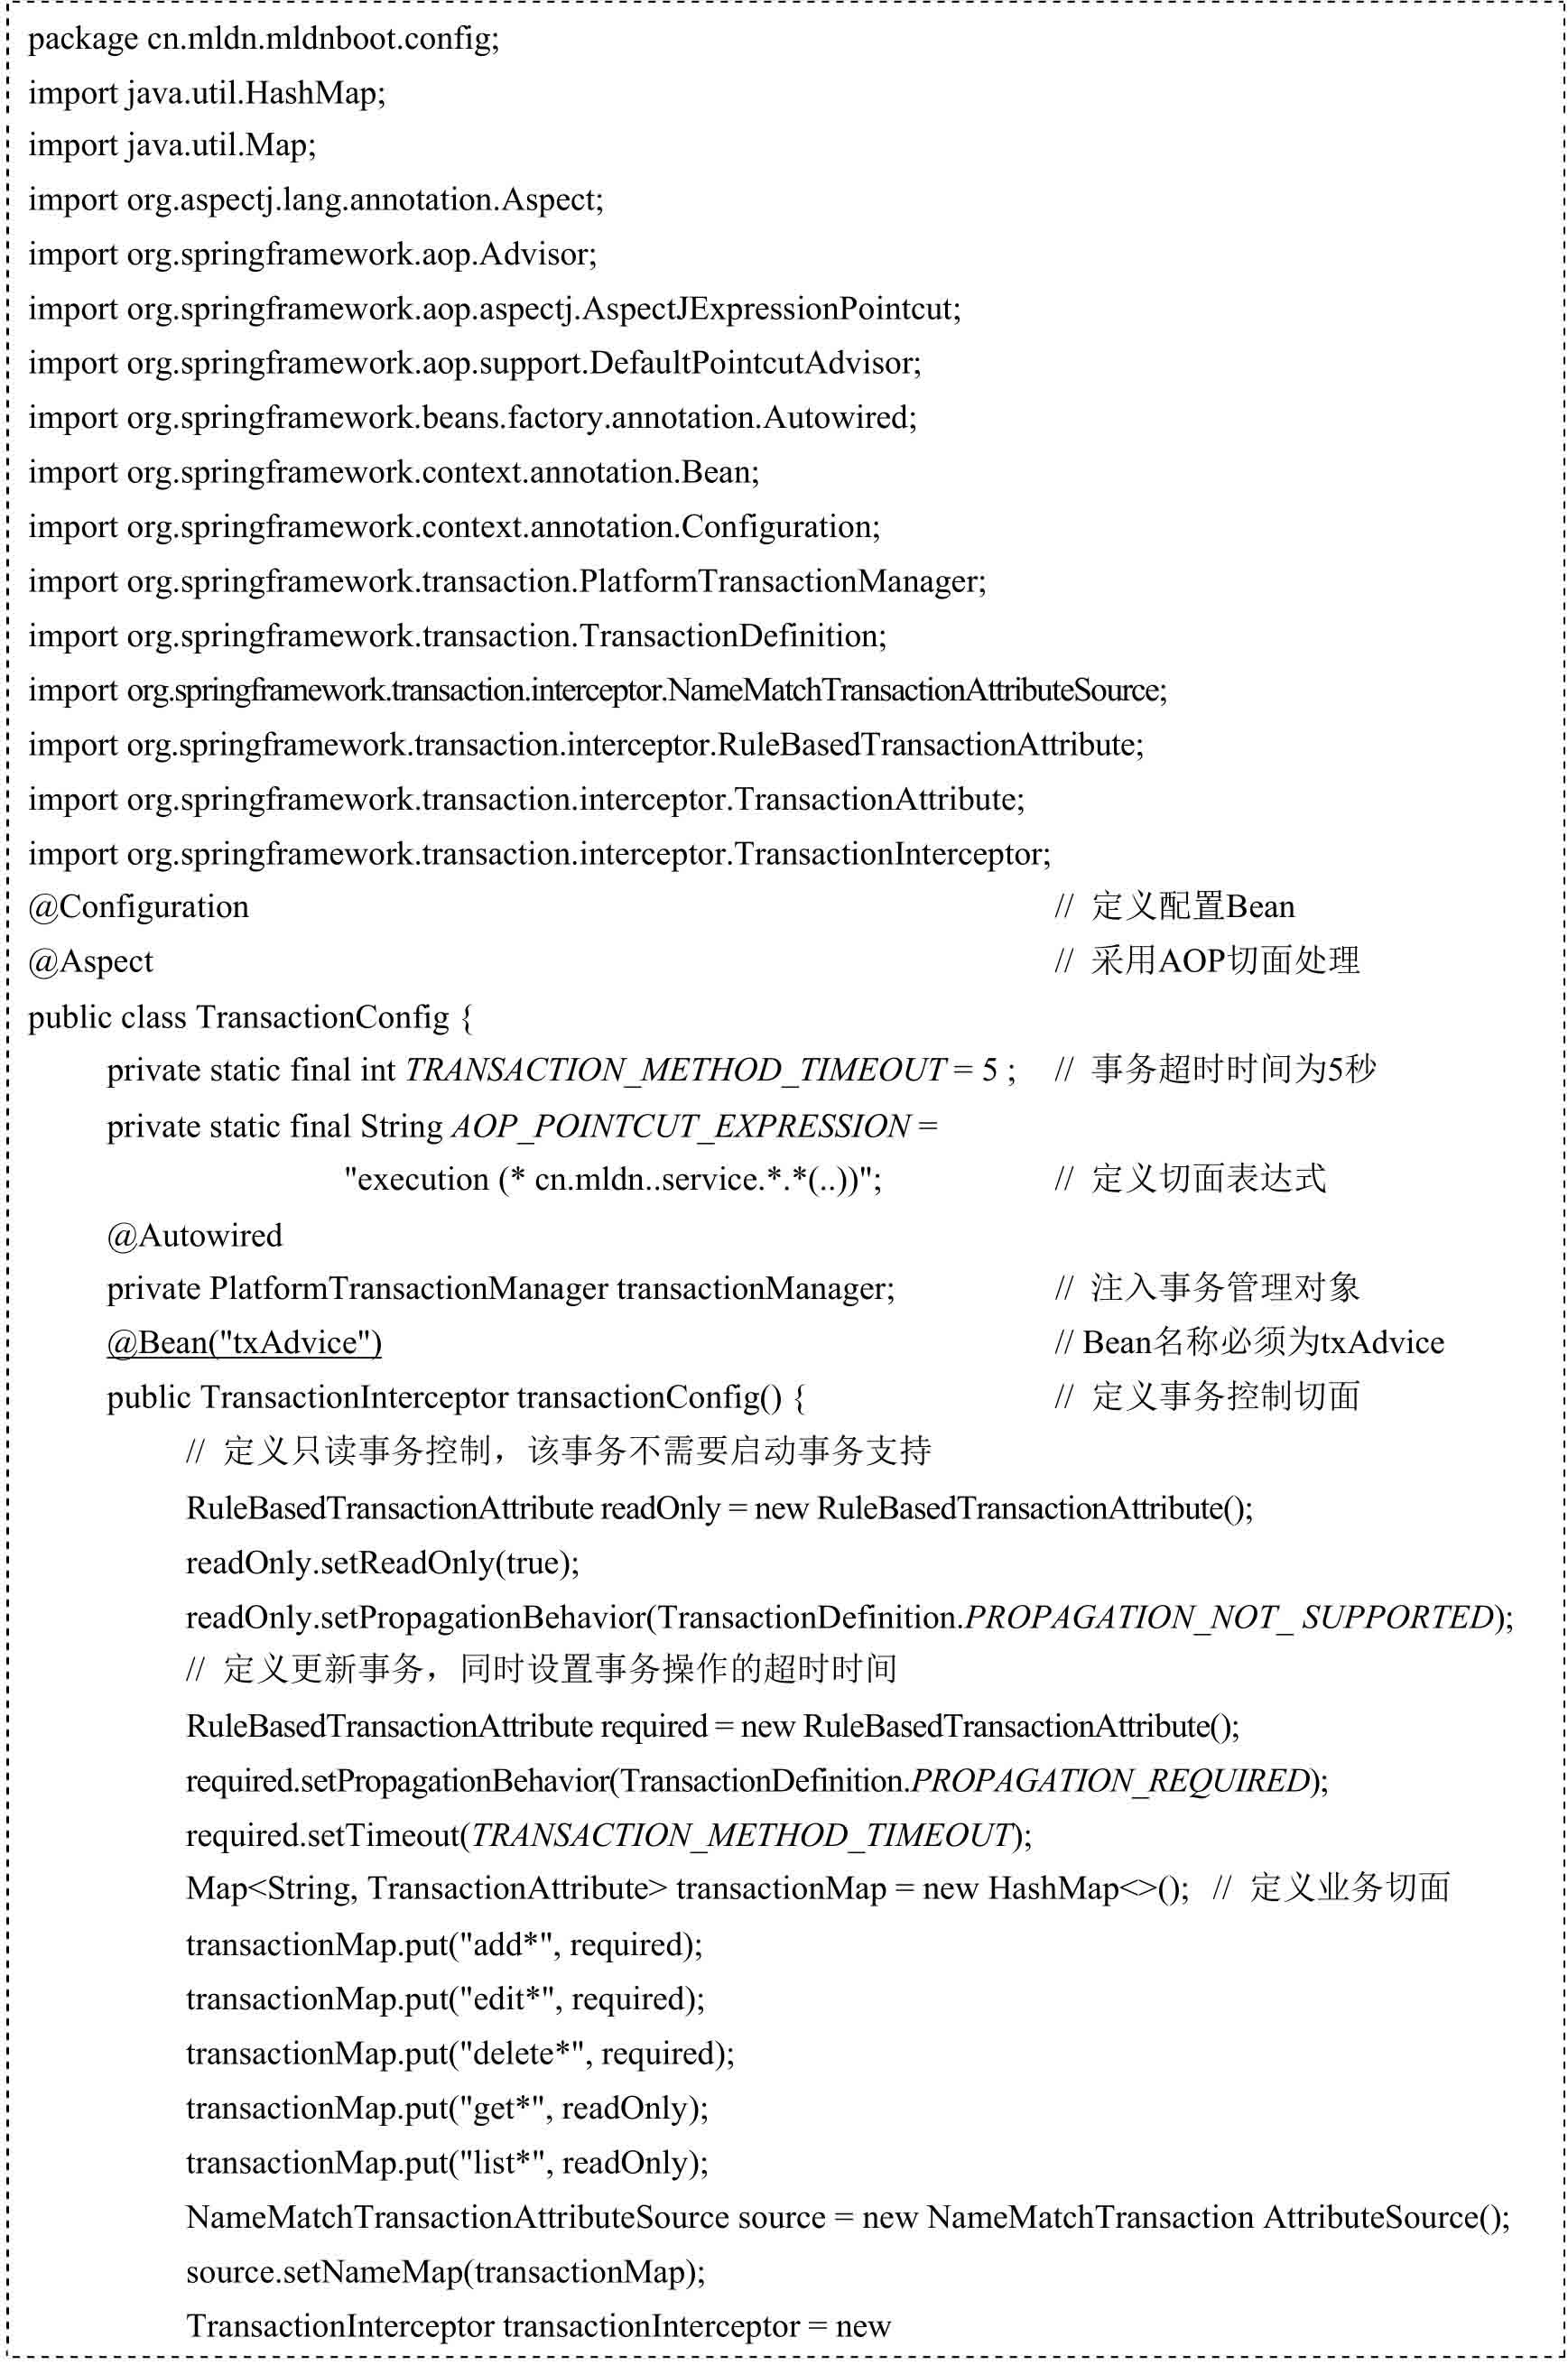 package cn.mldn.mldnboot.config;
import java.util.HashMap;
import java.util.Map;
import org.aspectj.lang.annotation.Aspect;
import org.springframework.aop.Advisor;
import org.springframework.aop.aspectj.AspectJExpressionPointcut;
import org.springframework.aop.support.DefaultPointcutAdvisor;
import org.springframework.beans.factory.annotation.Autowired;
import org.springframework.context.annotation.Bean;
import org.springframework.context.annotation.Configuration;
import org.springframework.transaction.PlatformTransactionManager;
import org.springframework.transaction.TransactionDefinition;
import org.springframework.transaction.interceptor.NameMatchTransactionAttributeSource;
import org.springframework.transaction.interceptor.RuleBasedTransactionAttribute;
import org.springframework.transaction.interceptor.TransactionAttribute;
import org.springframework.transaction.interceptor.TransactionInterceptor;
@Configuration // 定义配置Bean
@Aspect // 采用AOP切面处理
public class TransactionConfig {
private static final int TRANSACTION_METHOD_TIMEOUT = 5 ; // 事务超时时间为5秒
private static final String AOP_POINTCUT_EXPRESSION =
"execution (* cn.mldn..service.*.*(..))"; // 定义切面表达式
@Autowired
private PlatformTransactionManager transactionManager; // 注入事务管理对象
@Bean("txAdvice") // Bean名称必须为txAdvice
public TransactionInterceptor transactionConfig() { // 定义事务控制切面
// 定义只读事务控制，该事务不需要启动事务支持
RuleBasedTransactionAttribute readOnly = new RuleBasedTransactionAttribute();
readOnly.setReadOnly(true);
readOnly.setPropagationBehavior(TransactionDefinition.PROPAGATION_NOT_ SUPPORTED);
// 定义更新事务，同时设置事务操作的超时时间
RuleBasedTransactionAttribute required = new RuleBasedTransactionAttribute();
required.setPropagationBehavior(TransactionDefinition.PROPAGATION_REQUIRED);
required.setTimeout(TRANSACTION_METHOD_TIMEOUT);
Map<String, TransactionAttribute> transactionMap = new HashMap<>(); // 定义业务切面
transactionMap.put("add*", required);
transactionMap.put("edit*", required);
transactionMap.put("delete*", required);
transactionMap.put("get*", readOnly);
transactionMap.put("list*", readOnly);
NameMatchTransactionAttributeSource source = new NameMatchTransaction AttributeSource();
source.setNameMap(transactionMap);
TransactionInterceptor transactionInterceptor = new